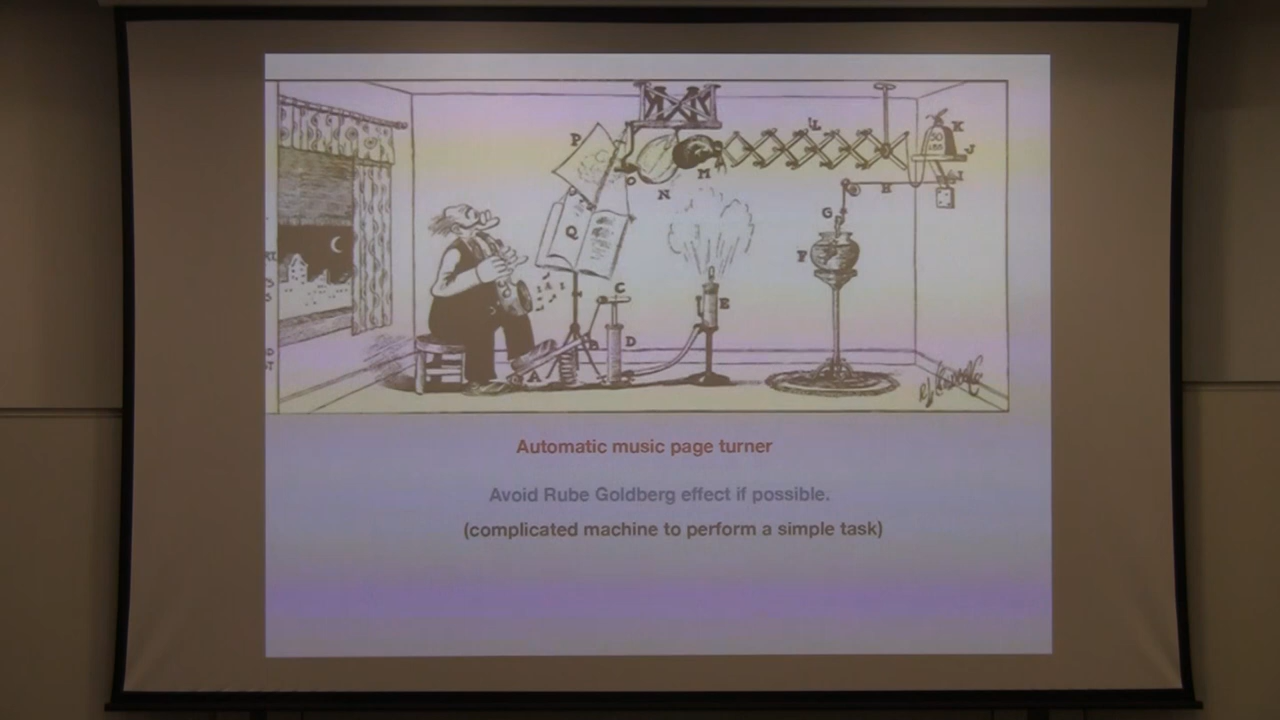 P
L
K
J
I
H
O
M
N
G
Q
F
C
E
B
D
A
Automatic music page turner
Avoid Rube Goldberg effect if possible.
(complicated machine to perform a simple task)